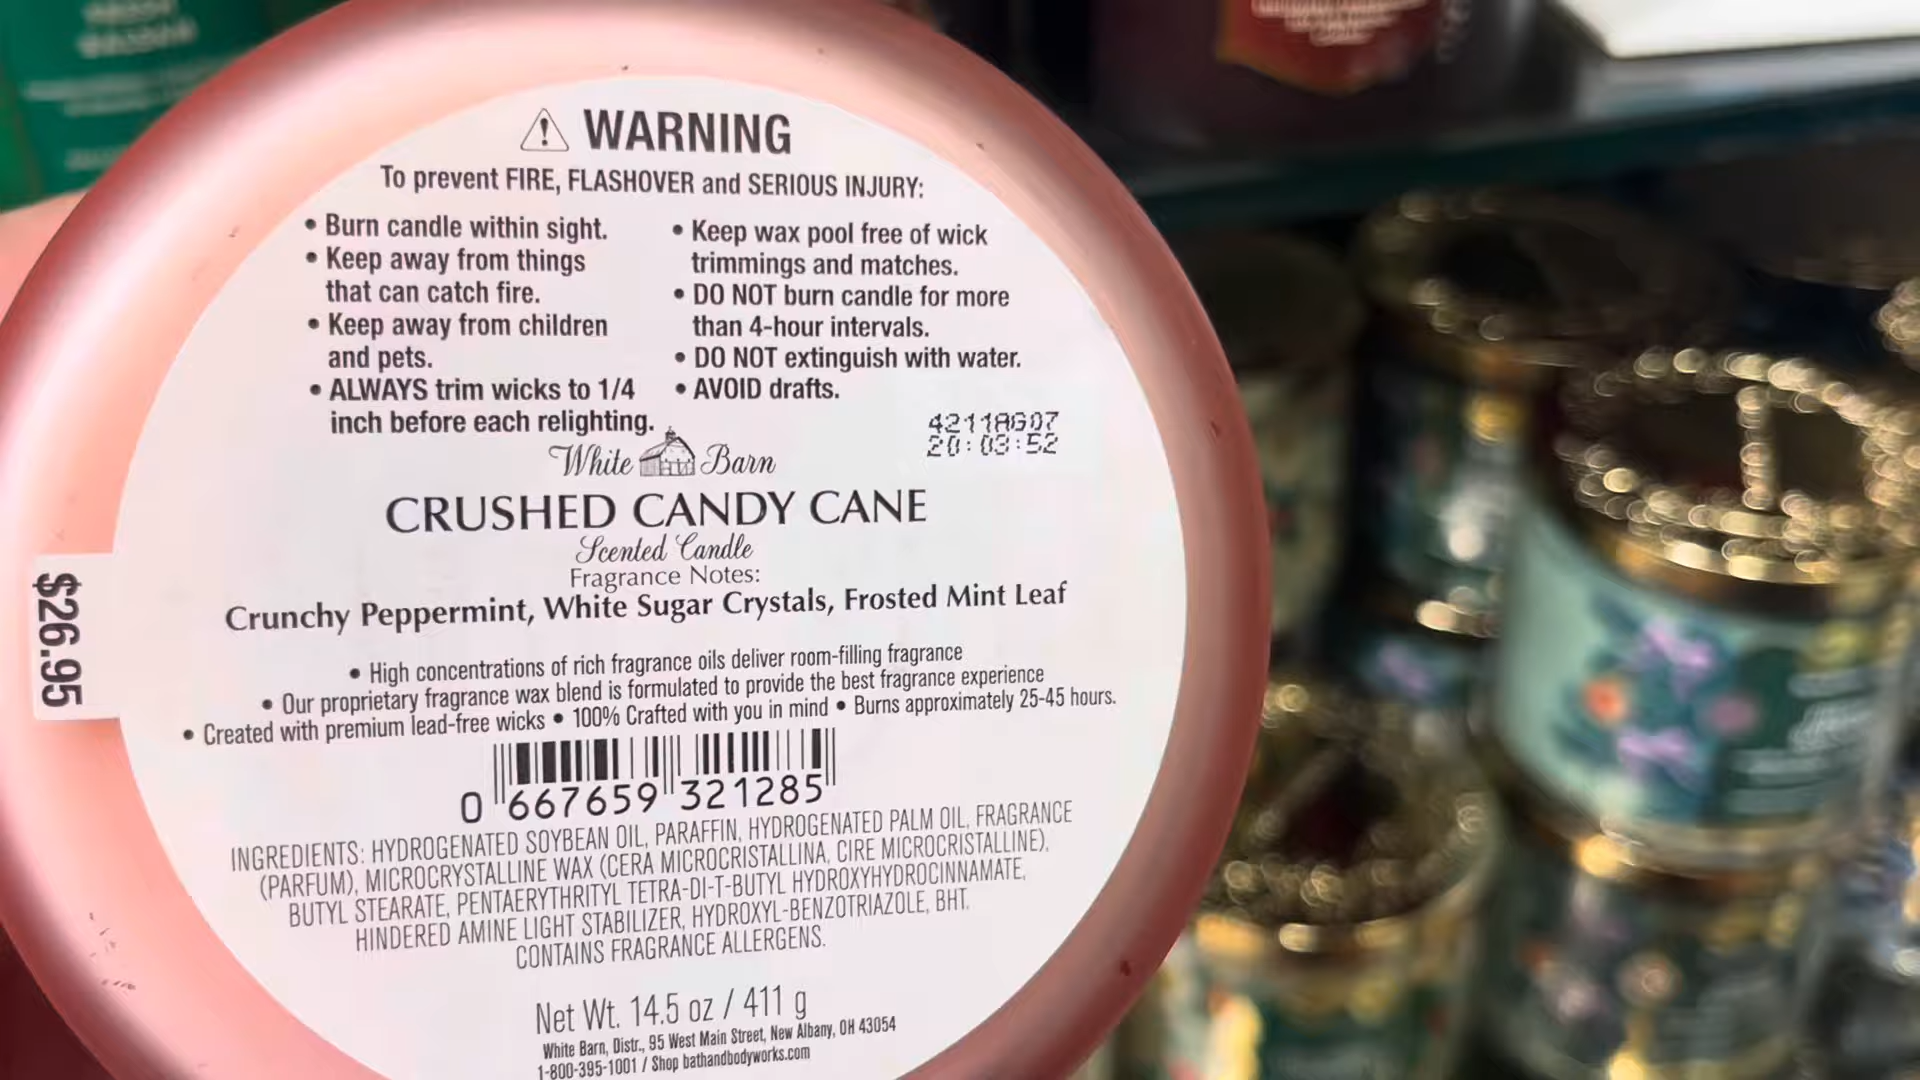 WARNING
To prevent FIRE, FLASHOVER and SERIOUS INJURY:
• Burn candle within sight.
• Keep away from things
that can catch fire.
• Keep away from children
and pets.
• ALWAYS trim wicks to 1/4
inch before each relighting.
• Keep wax pool free of wick
trimmings and matches.
• DO NOT burn candle for more
than 4-hour intervals.
• DO NOT extinguish with water.
• AVOID drafts.
42118G07
20:03:52
White Barn
CRUSHED CANDY CANE
Scented Candle
Fragrance Notes:
Crunchy Peppermint, White Sugar Crystals, Frosted Mint Leaf
• High concentrations of rich fragrance oils deliver room-filling fragrance
• Our proprietary fragrance wax blend is formulated to provide the best fragrance experience
• Created with premium lead-free wicks • 100% Crafted with you in mind • Burns approximately 25-45 hours.
$26.95
0 667659 321285
INGREDIENTS: HYDROGENATED SOYBEAN OIL, PARAFFIN, HYDROGENATED PALM OIL, FRAGRANCE
(PARFUM), MICROCRYSTALLINE WAX (CERA MICROCRISTALLINA, CIRE MICROCRISTALLINE),
BUTYL STEARATE, PENTAERYTHRITYL TETRA-DI-T-BUTYL HYDROXYHYDROCINNAMATE,
HINDERED AMINE LIGHT STABILIZER, HYDROXYL-BENZOTRIAZOLE, BHT.
CONTAINS FRAGRANCE ALLERGENS.
Net Wt. 14.5 oz / 411 g
White Barn, Distr., 95 West Main Street, New Albany, OH 43054
1-800-395-1001 / Shop bathandbodyworks.com